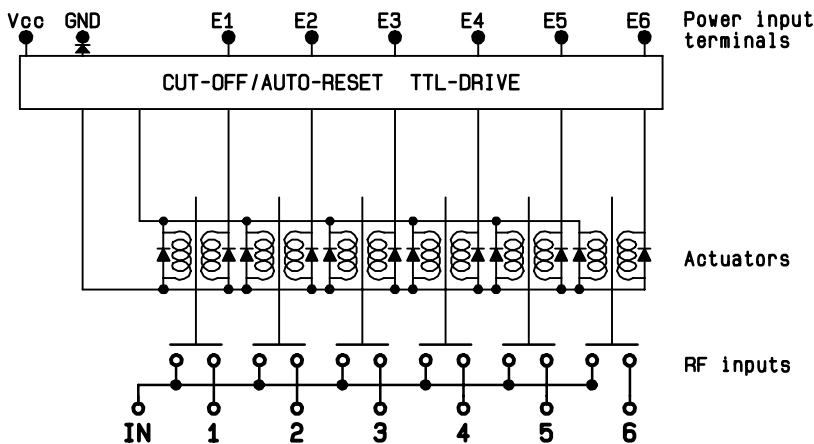 Vcc GND E1 E2 E3 E4 E5 E6 Power input
terminals
CUT-OFF/AUTO-RESET TTL-DRIVE
Actuators
RF inputs
IN 1 2 3 4 5 6